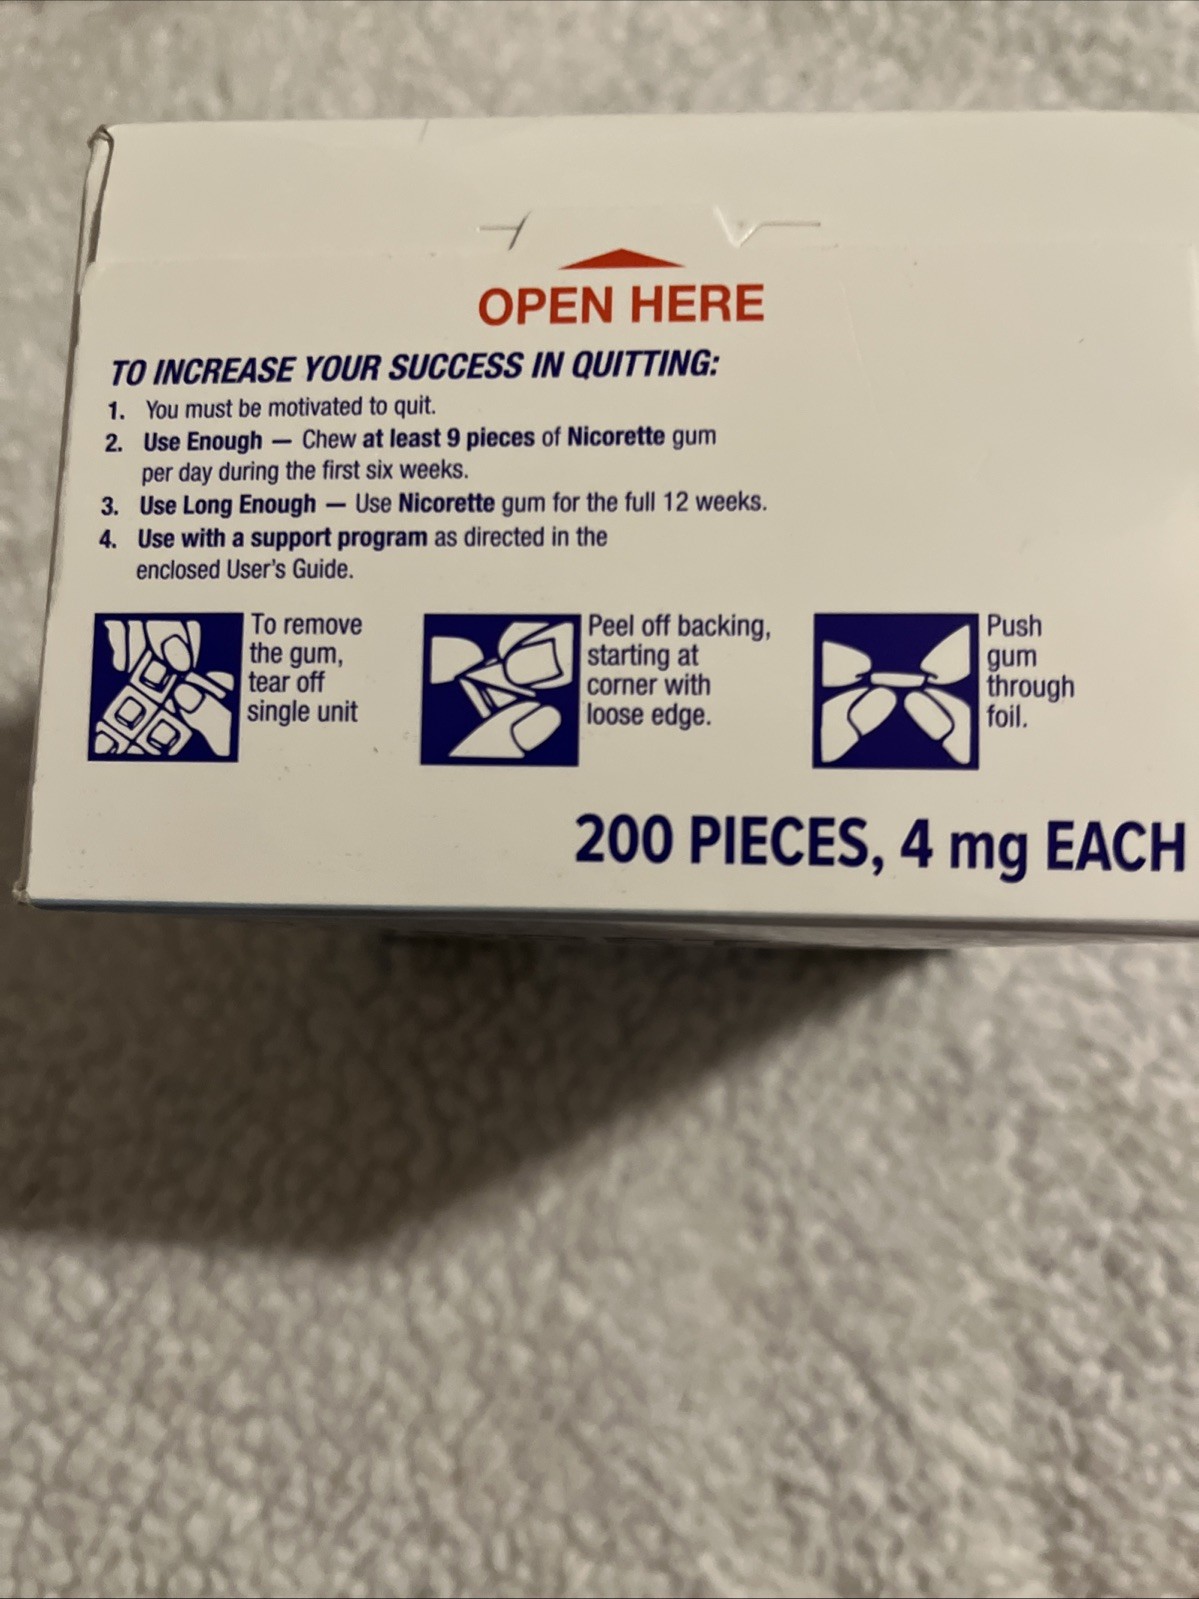 OPEN HERE
TO INCREASE YOUR SUCCESS IN QUITTING:
1. You must be motivated to quit.
2. Use Enough — Chew at least 9 pieces of Nicorette gum
per day during the first six weeks.
3. Use Long Enough — Use Nicorette gum for the full 12 weeks.
4. Use with a support program as directed in the
enclosed User's Guide.
To remove
the gum,
tear off
single unit
Peel off backing,
starting at
corner with
loose edge.
Push
gum
through
foil.
200 PIECES, 4 mg EACH